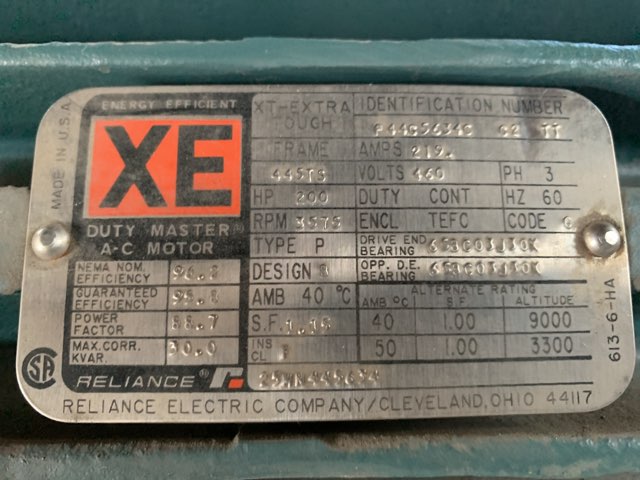 MADE IN U.S.A.
ENERGY EFFICIENT
XE
DUTY MASTER®
A-C MOTOR
NEMA NOM. EFFICIENCY
GUARANTEED EFFICIENCY
POWER FACTOR 88.7
MAX. CORR. KVAR. 30.0
SA
RELIANCE®
XT-EXTRA TOUGH
IDENTIFICATION NUMBER
FRAME 445TS
AMPS 219.
VOLTS 460 PH 3
HP 200 DUTY CONT HZ 60
RPM 3575 ENCL TEFC CODE G
TYPE P DRIVE END BEARING
DESIGN B OPP. D.E. BEARING
AMB 40 °C ALTERNATE RATING
AMB °C S.F. ALTITUDE
S.F. 1.15 40 1.00 9000
INS CL 50 1.00 3300
613-6-HA
RELIANCE ELECTRIC COMPANY/CLEVELAND, OHIO 44117